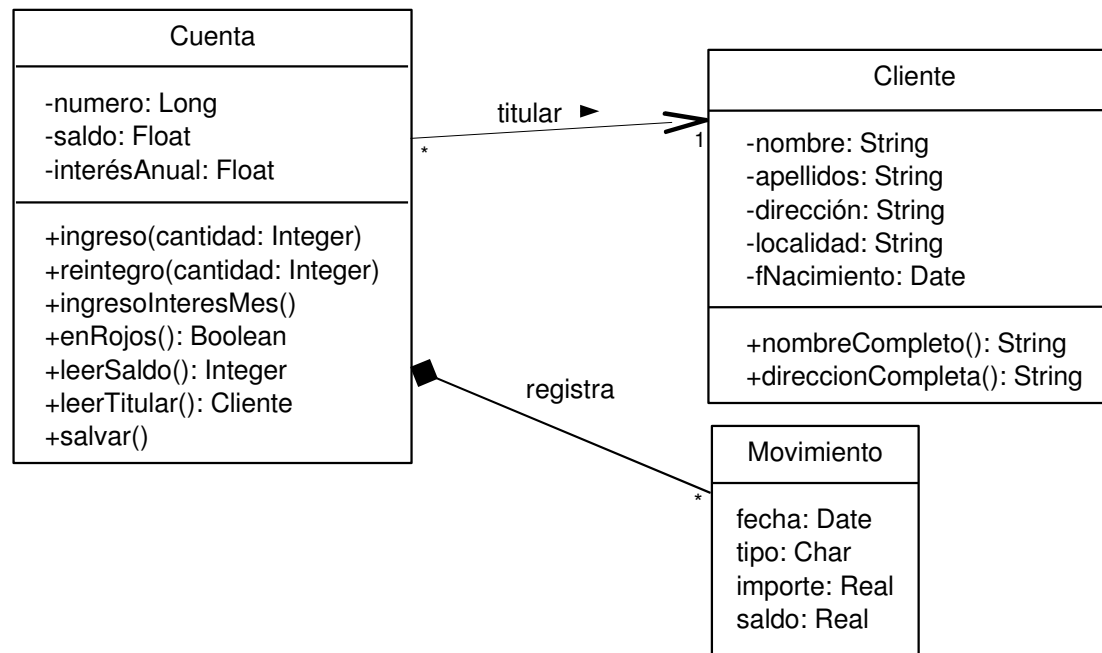 Cuenta
-numero: Long
-saldo: Float
-interésAnual: Float
+ingreso(cantidad: Integer)
+reintegro(cantidad: Integer)
+ingresoInteresMes()
+enRojos(): Boolean
+leerSaldo(): Integer
+leerTitular(): Cliente
+salvar()
titular ►
*
1
Cliente
-nombre: String
-apellidos: String
-dirección: String
-localidad: String
-fNacimiento: Date
+nombreCompleto(): String
+direccionCompleta(): String
registra
*
Movimiento
fecha: Date
tipo: Char
importe: Real
saldo: Real